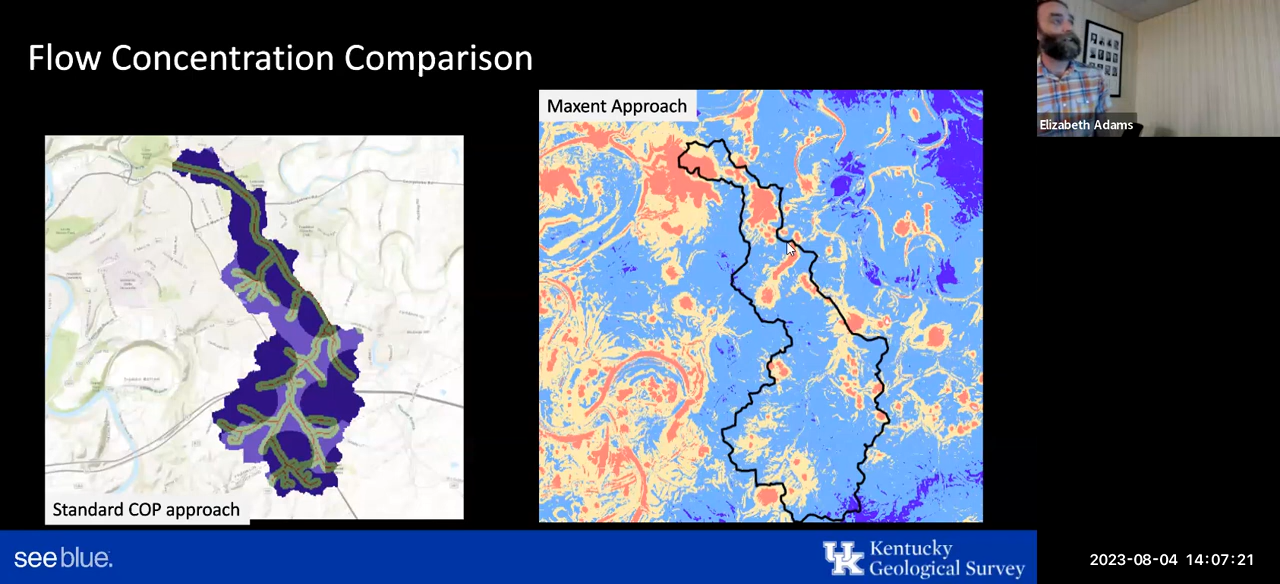 Flow Concentration Comparison
Maxent Approach
Elizabeth Adams
Standard COP approach
see blue.
UK
Kentucky
Geological Survey
2023-08-04 14:07:21